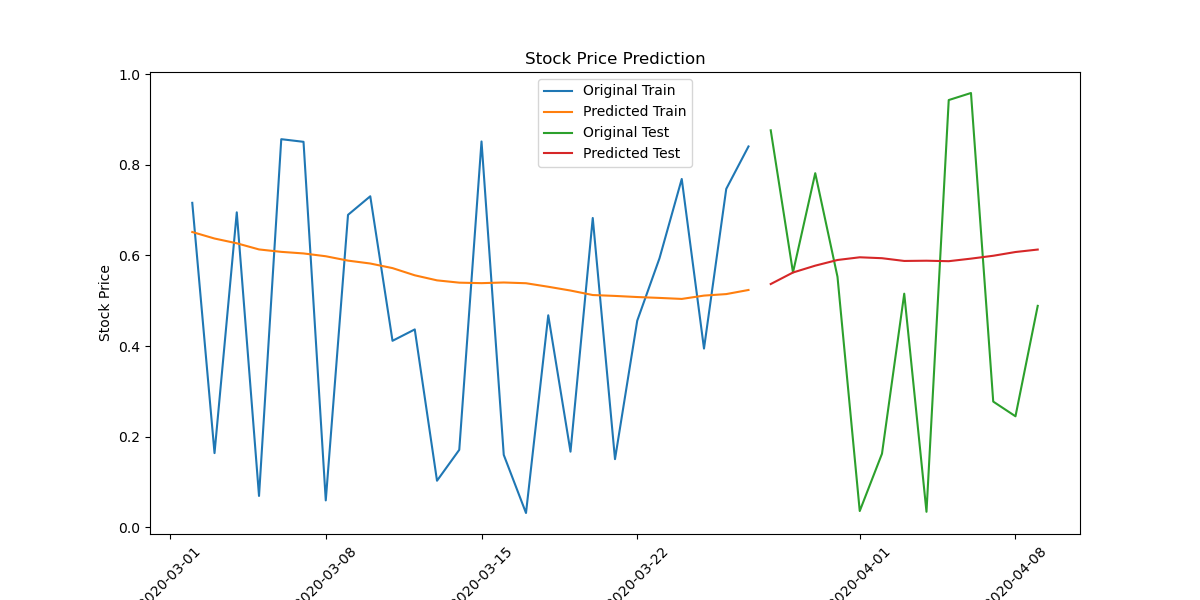 Stock Price Prediction
Original Train
Predicted Train
Original Test
Predicted Test
Stock Price
1.0
0.8
0.6
0.4
0.2
0.0
2020-03-01
2020-03-08
2020-03-15
2020-03-22
2020-04-01
2020-04-08